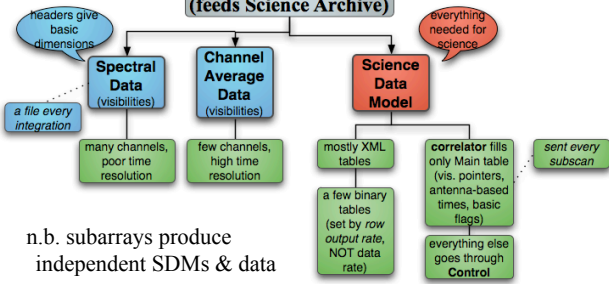 (feeds Science Archive)
headers give
basic
dimensions
everything
needed for
science
Spectral
Data
(visibilities)
Channel
Average
Data
(visibilities)
Science
Data
Model
a file every
integration
many channels,
poor time
resolution
few channels,
high time
resolution
mostly XML
tables
correlator fills
only Main table
(vis. pointers,
antenna-based
times, basic
flags)
sent every
subscan
a few binary
tables
(set by row
output rate,
NOT data
rate)
everything else
goes through
Control
n.b. subarrays produce
independent SDMs & data